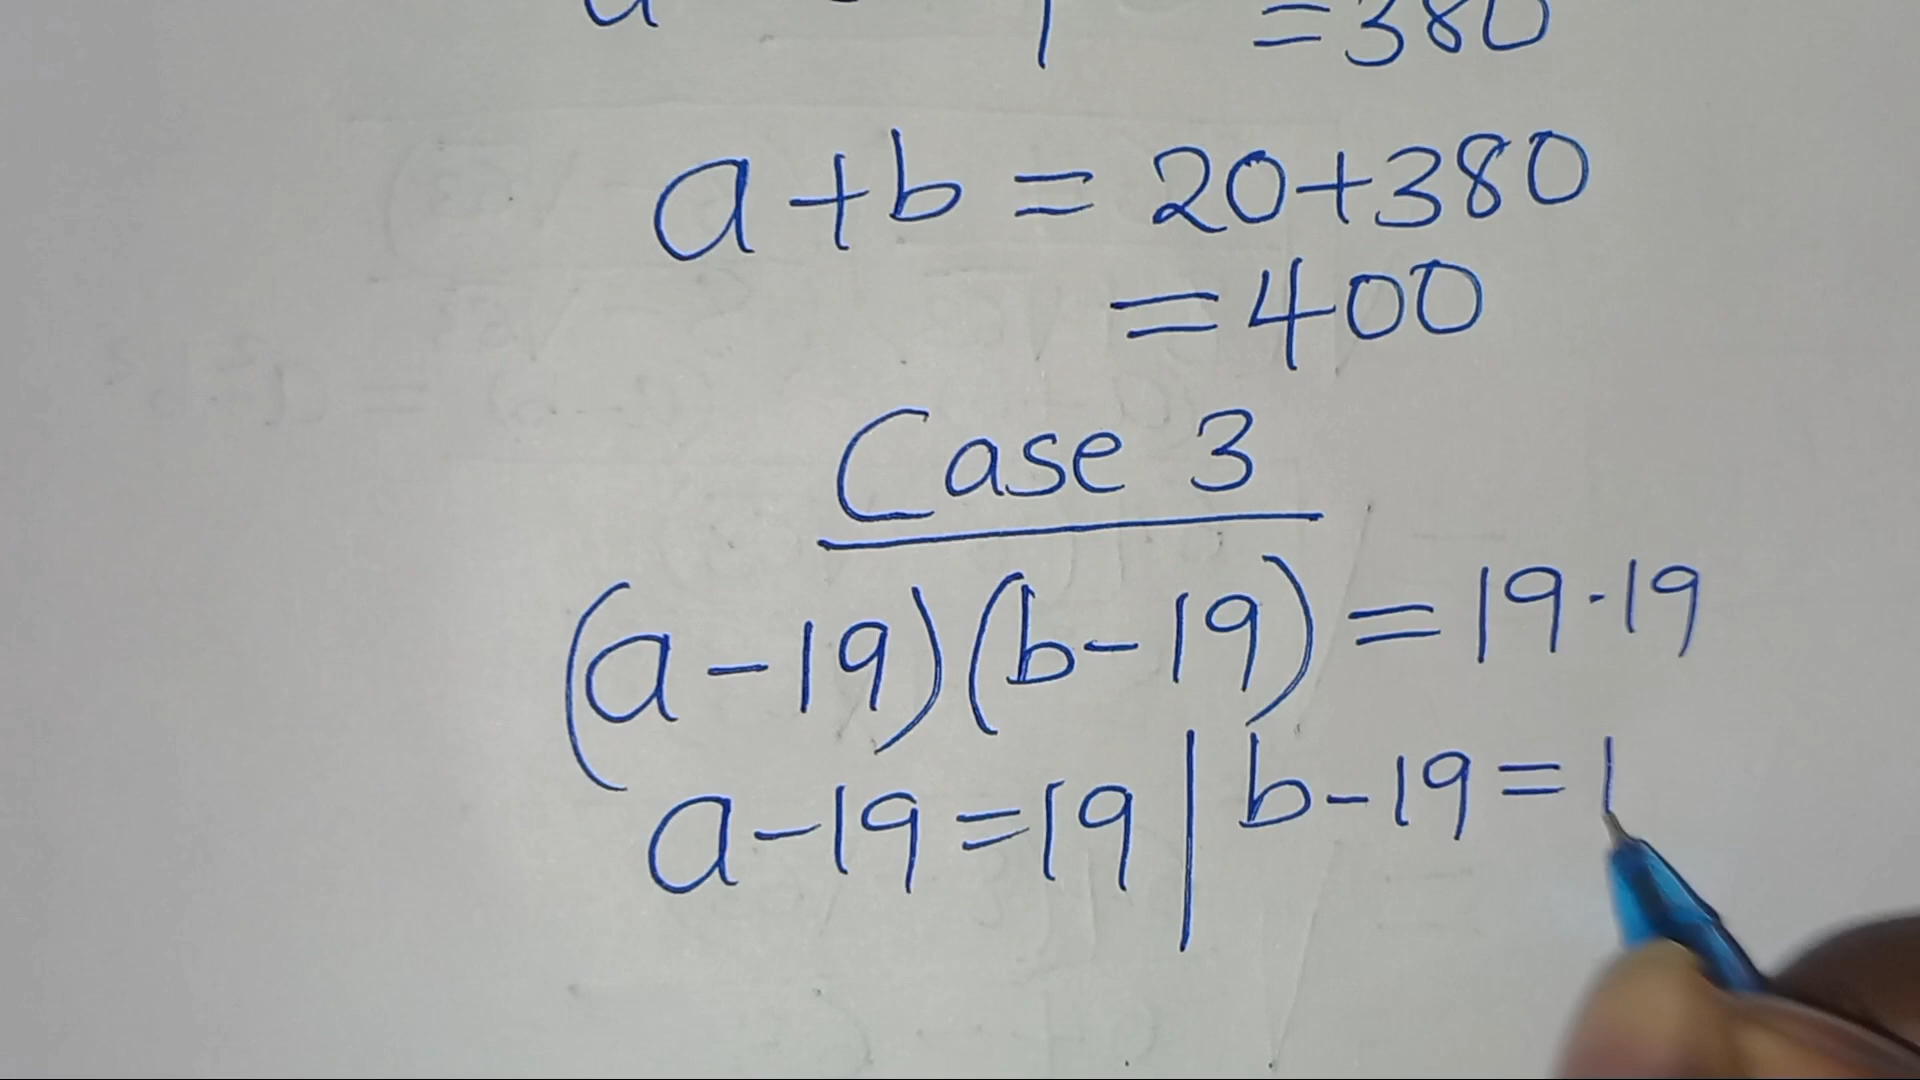 = 380
a + b = 20 + 380
= 400
Case 3
(a - 19)(b - 19) = 19 · 19
a - 19 = 19 | b - 19 = 1